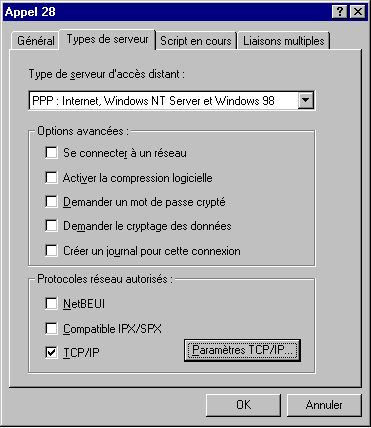 Appel 28
Général Types de serveur Script en cours Liaisons multiples
Type de serveur d'accès distant :
PPP : Internet, Windows NT Server et Windows 98
Options avancées :
Se connecter à un réseau
Activer la compression logicielle
Demander un mot de passe crypté
Demander le cryptage des données
Créer un journal pour cette connexion
Protocoles réseau autorisés :
NetBEUI
Compatible IPX/SPX
TCP/IP Paramètres TCP/IP...
OK Annuler